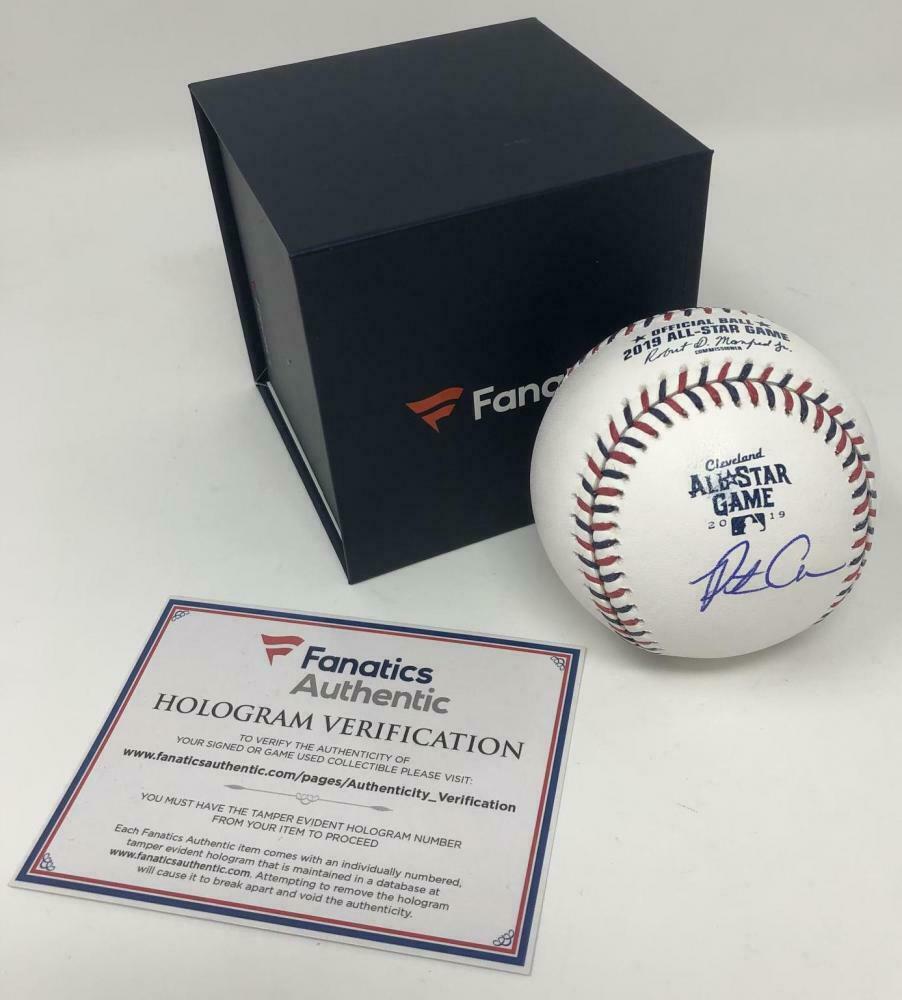 Fana
★ OFFICIAL BALL ★
2019 ALL-STAR GAME
Robert D. Manfred Jr.
COMMISSIONER
Cleveland
ALL★STAR
GAME
20 19
Fanatics
Authentic
HOLOGRAM VERIFICATION
TO VERIFY THE AUTHENTICITY OF
YOUR SIGNED OR GAME USED COLLECTIBLE PLEASE VISIT:
www.fanaticsauthentic.com/pages/Authenticity_Verification
YOU MUST HAVE THE TAMPER EVIDENT HOLOGRAM NUMBER
FROM YOUR ITEM TO PROCEED
Each Fanatics Authentic item comes with an individually numbered,
tamper evident hologram that is maintained in a database at
www.fanaticsauthentic.com. Attempting to remove the hologram
will cause it to break apart and void the authenticity.